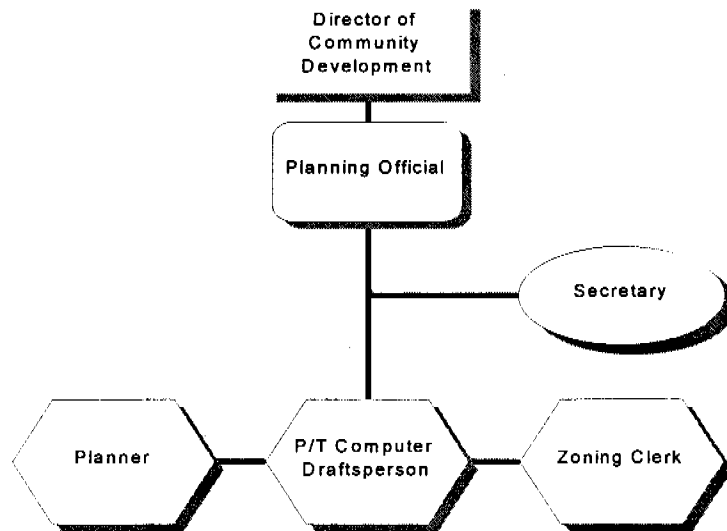 Director of
Community
Development
Planning Official
Secretary
Planner
P/T Computer
Draftsperson
Zoning Clerk